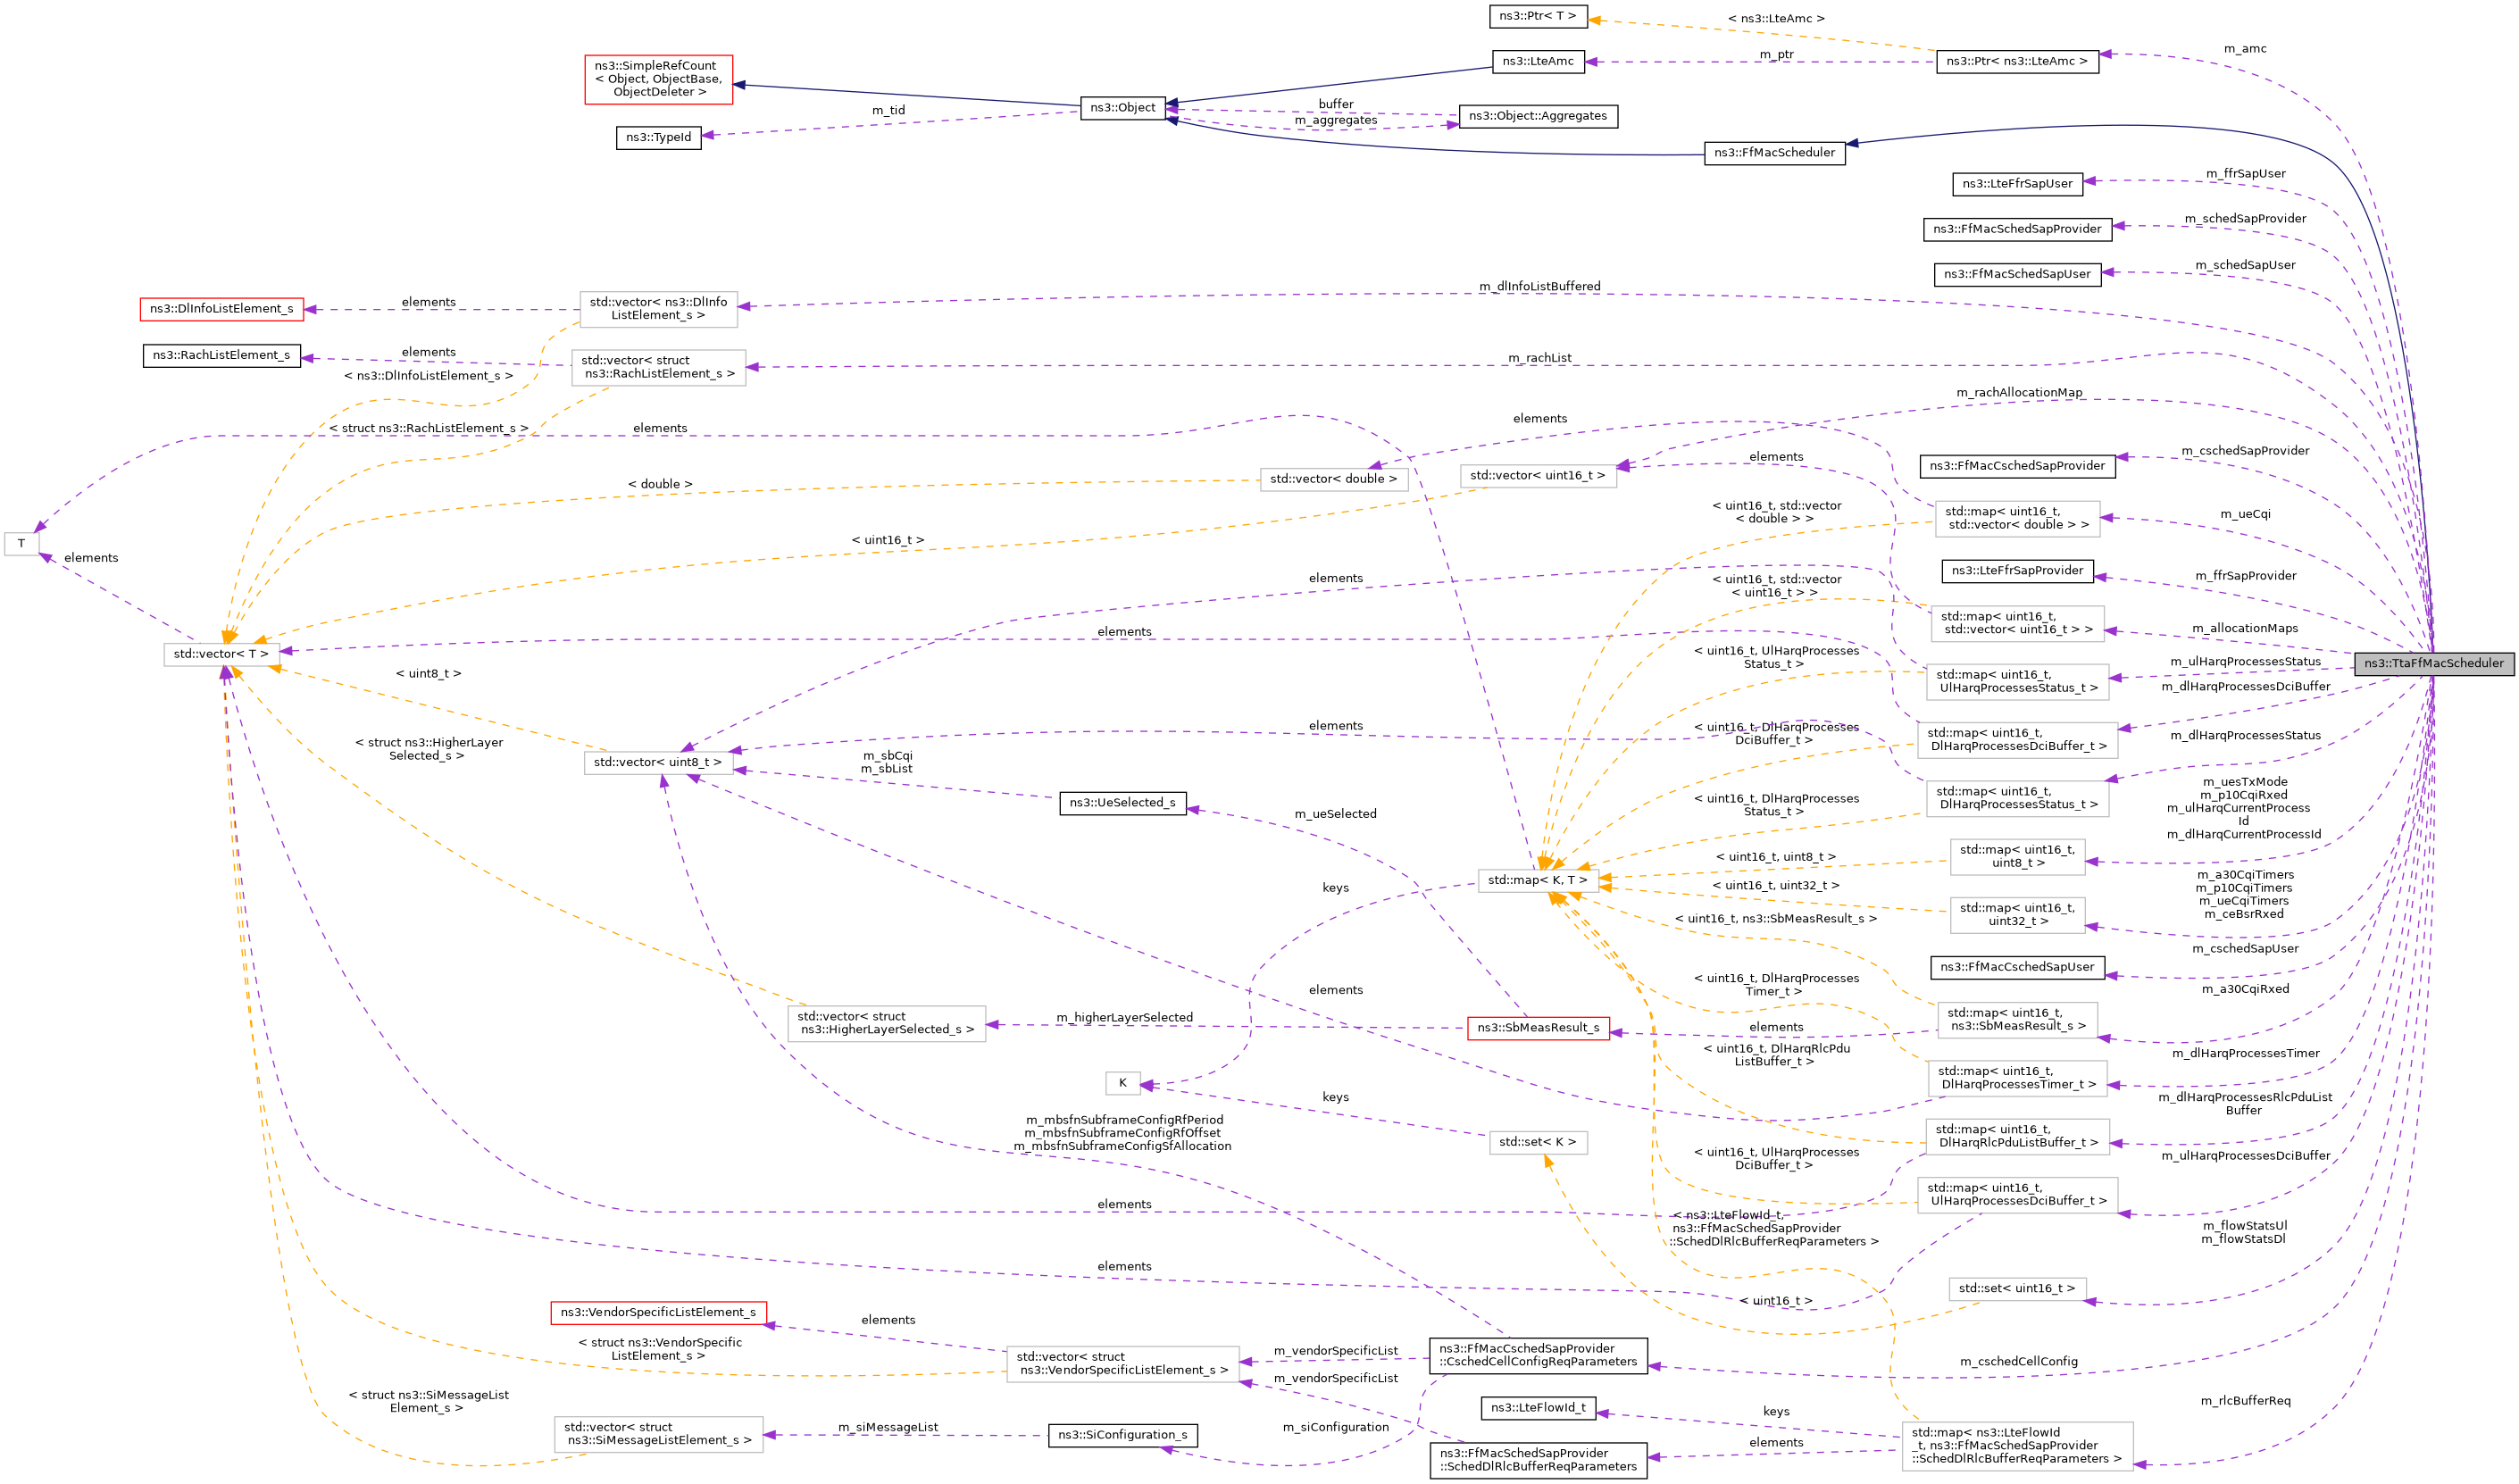 ns3::Ptr< T >
< ns3::LteAmc >
m_amc
ns3::SimpleRefCount
< Object, ObjectBase,
ObjectDeleter >
ns3::LteAmc
m_ptr
ns3::Ptr< ns3::LteAmc >
m_tid
ns3::Object
buffer
m_aggregates
ns3::Object::Aggregates
ns3::TypeId
ns3::FfMacScheduler
ns3::LteFfrSapUser
m_ffrSapUser
ns3::FfMacSchedSapProvider
m_schedSapProvider
ns3::FfMacSchedSapUser
m_schedSapUser
ns3::DlInfoListElement_s
elements
std::vector< ns3::DlInfo
ListElement_s >
m_dlInfoListBuffered
ns3::RachListElement_s
elements
< ns3::DlInfoListElement_s >
std::vector< struct
ns3::RachListElement_s >
m_rachList
m_rachAllocationMap
< struct ns3::RachListElement_s >
elements
elements
elements
< double >
std::vector< double >
std::vector< uint16_t >
ns3::FfMacCschedSapProvider
m_cschedSapProvider
< uint16_t, std::vector
< double > >
std::map< uint16_t,
std::vector< double > >
m_ueCqi
T
elements
< uint16_t >
elements
< uint16_t, std::vector
< uint16_t > >
ns3::LteFfrSapProvider
m_ffrSapProvider
std::map< uint16_t,
std::vector< uint16_t > >
m_allocationMaps
std::vector< T >
elements
< uint16_t, UlHarqProcesses
Status_t >
std::map< uint16_t,
UlHarqProcessesStatus_t >
m_ulHarqProcessesStatus
ns3::TtaFfMacScheduler
< uint8_t >
m_dlHarqProcessesDciBuffer
< struct ns3::HigherLayer
Selected_s >
std::vector< uint8_t >
m_sbCqi
m_sbList
elements
< uint16_t, DlHarqProcesses
DciBuffer_t >
std::map< uint16_t,
DlHarqProcessesDciBuffer_t >
m_dlHarqProcessesStatus
ns3::UeSelected_s
m_ueSelected
< uint16_t, DlHarqProcesses
Status_t >
std::map< uint16_t,
DlHarqProcessesStatus_t >
m_uesTxMode
m_p10CqiRxed
m_ulHarqCurrentProcess
Id
m_dlHarqCurrentProcessId
keys
std::map< K, T >
< uint16_t, uint8_t >
std::map< uint16_t,
uint8_t >
< uint16_t, uint32_t >
std::map< uint16_t,
uint32_t >
m_a30CqiTimers
m_p10CqiTimers
m_ueCqiTimers
m_ceBsrRxed
< uint16_t, ns3::SbMeasResult_s >
ns3::FfMacCschedSapUser
m_cschedSapUser
m_a30CqiRxed
elements
< uint16_t, DlHarqProcesses
Timer_t >
std::vector< struct
ns3::HigherLayerSelected_s >
m_higherLayerSelected
ns3::SbMeasResult_s
elements
std::map< uint16_t,
ns3::SbMeasResult_s >
< uint16_t, DlHarqRlcPdu
ListBuffer_t >
std::map< uint16_t,
DlHarqProcessesTimer_t >
m_dlHarqProcessesTimer
K
keys
m_mbsfnSubframeConfigRfPeriod
m_mbsfnSubframeConfigRfOffset
m_mbsfnSubframeConfigSfAllocation
std::set< K >
std::map< uint16_t,
DlHarqRlcPduListBuffer_t >
m_dlHarqProcessesRlcPduList
Buffer
< uint16_t, UlHarqProcesses
DciBuffer_t >
m_ulHarqProcessesDciBuffer
std::map< uint16_t,
UlHarqProcessesDciBuffer_t >
elements
< ns3::LteFlowId_t,
ns3::FfMacSchedSapProvider
::SchedDlRlcBufferReqParameters >
m_flowStatsUl
m_flowStatsDl
elements
std::set< uint16_t >
< uint16_t >
ns3::VendorSpecificListElement_s
elements
< struct ns3::VendorSpecific
ListElement_s >
std::vector< struct
ns3::VendorSpecificListElement_s >
m_vendorSpecificList
ns3::FfMacCschedSapProvider
::CschedCellConfigReqParameters
m_cschedCellConfig
m_vendorSpecificList
< struct ns3::SiMessageList
Element_s >
m_siConfiguration
ns3::LteFlowId_t
keys
m_rlcBufferReq
std::vector< struct
ns3::SiMessageListElement_s >
m_siMessageList
ns3::SiConfiguration_s
ns3::FfMacSchedSapProvider
::SchedDlRlcBufferReqParameters
elements
std::map< ns3::LteFlowId
_t, ns3::FfMacSchedSapProvider
::SchedDlRlcBufferReqParameters >